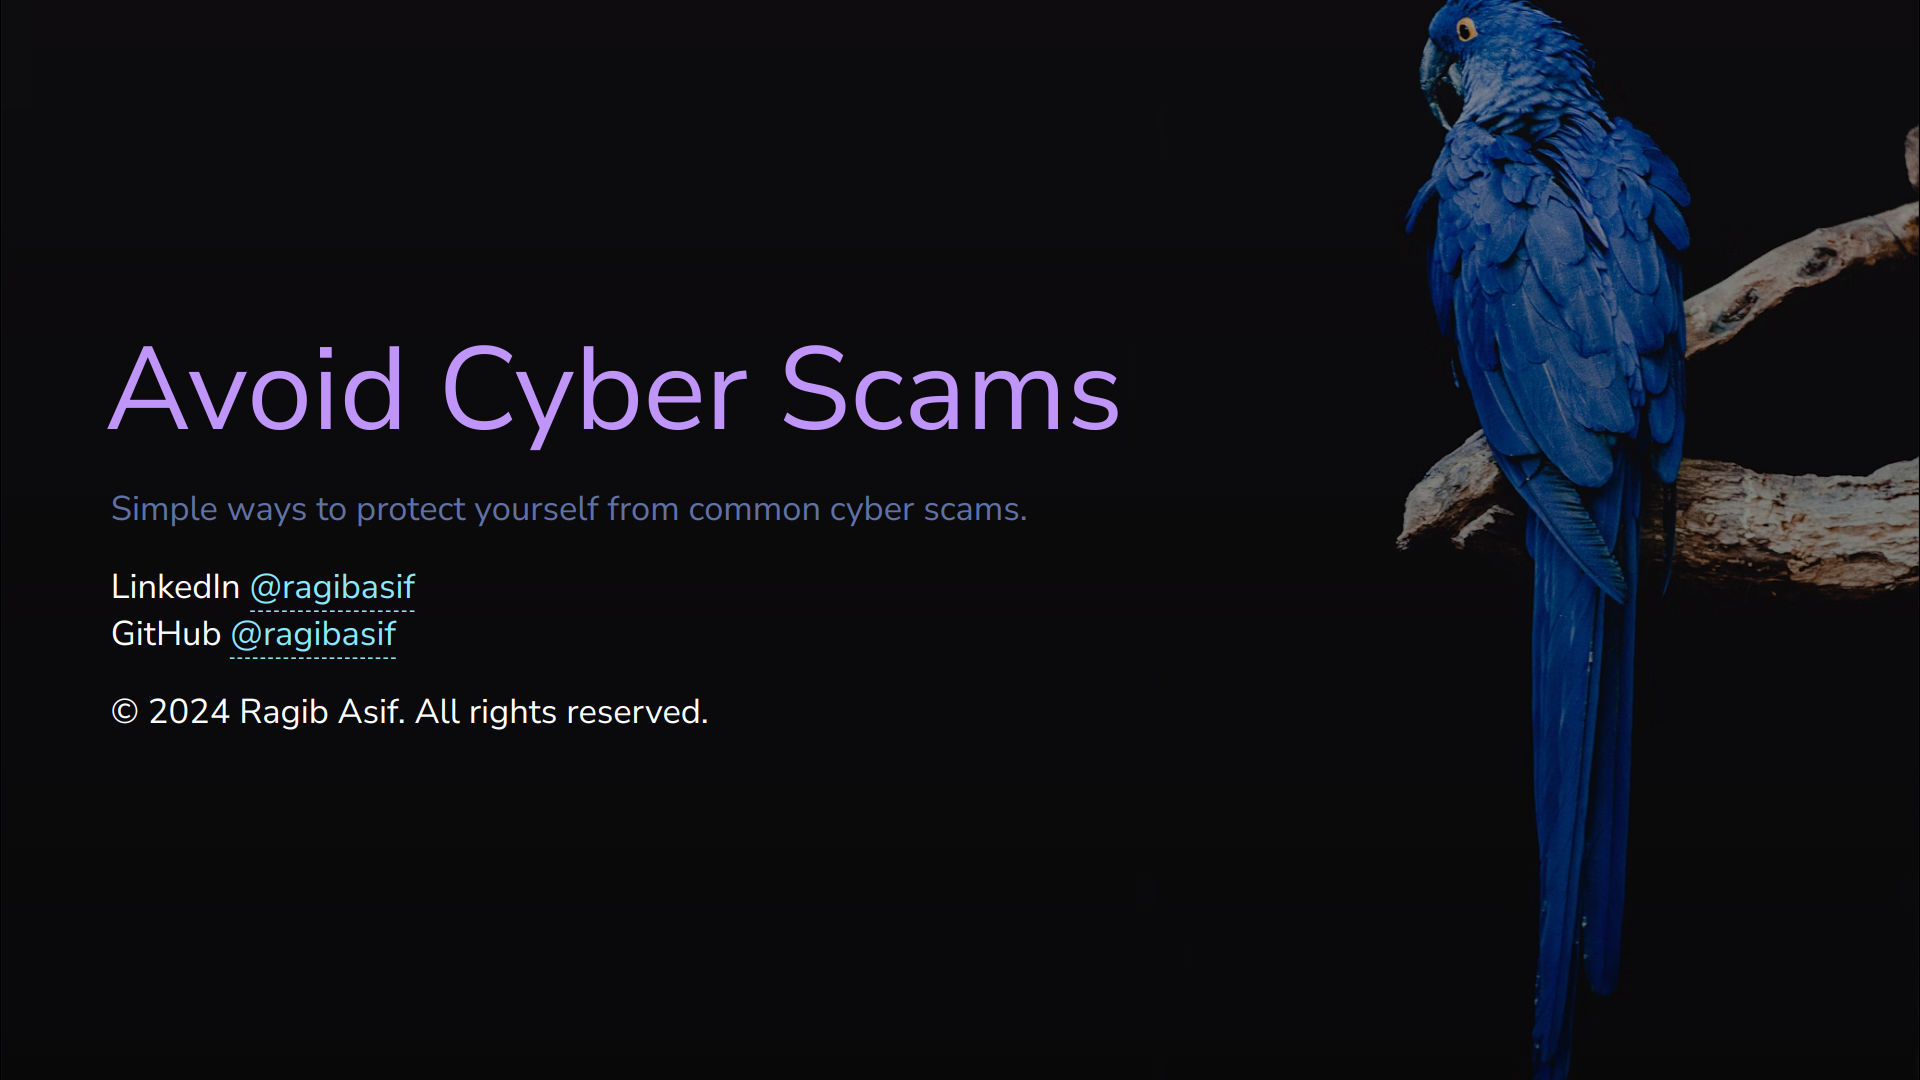 Avoid Cyber Scams
Simple ways to protect yourself from common cyber scams.
LinkedIn @ragibasif
GitHub @ragibasif
© 2024 Ragib Asif. All rights reserved.